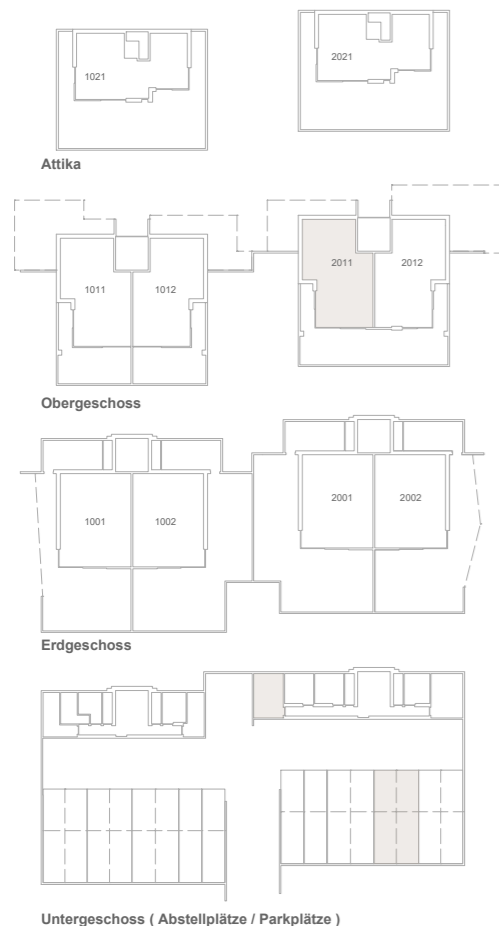 1021
2021
Attika
1011 1012
2011 2012
Obergeschoss
1001 1002
2001 2002
Erdgeschoss
Untergeschoss ( Abstellplätze / Parkplätze )